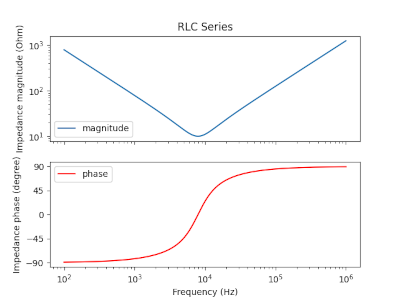 RLC Series
Impedance magnitude (Ohm)
10³
10²
10¹
magnitude
Impedance phase (degree)
90
45
0
−45
−90
phase
10² 10³ 10⁴ 10⁵ 10⁶
Frequency (Hz)